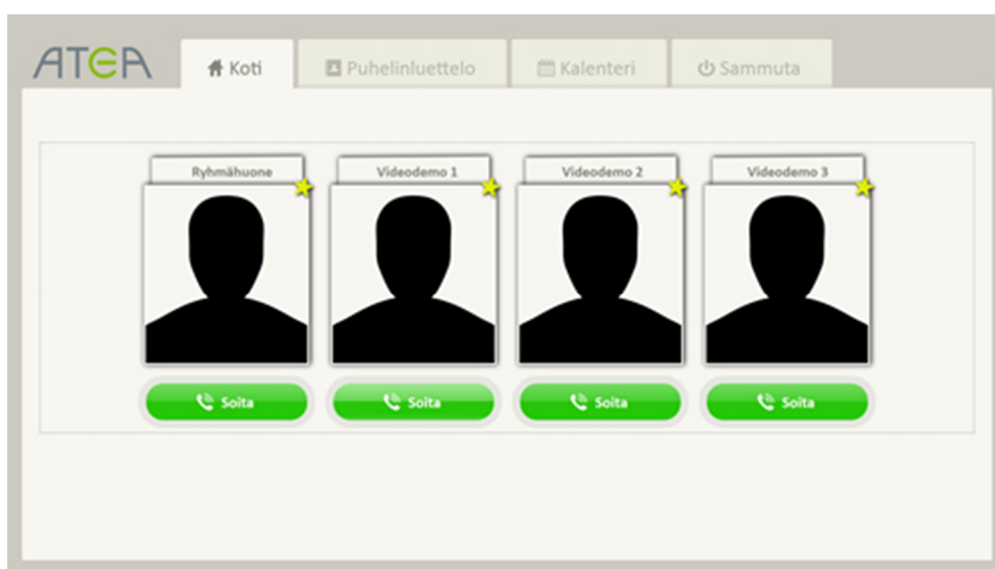 ATEA
Koti
Puhelinluettelo
Kalenteri
Sammuta
Ryhmähuone
Videodemo 1
Videodemo 2
Videodemo 3
Soita
Soita
Soita
Soita